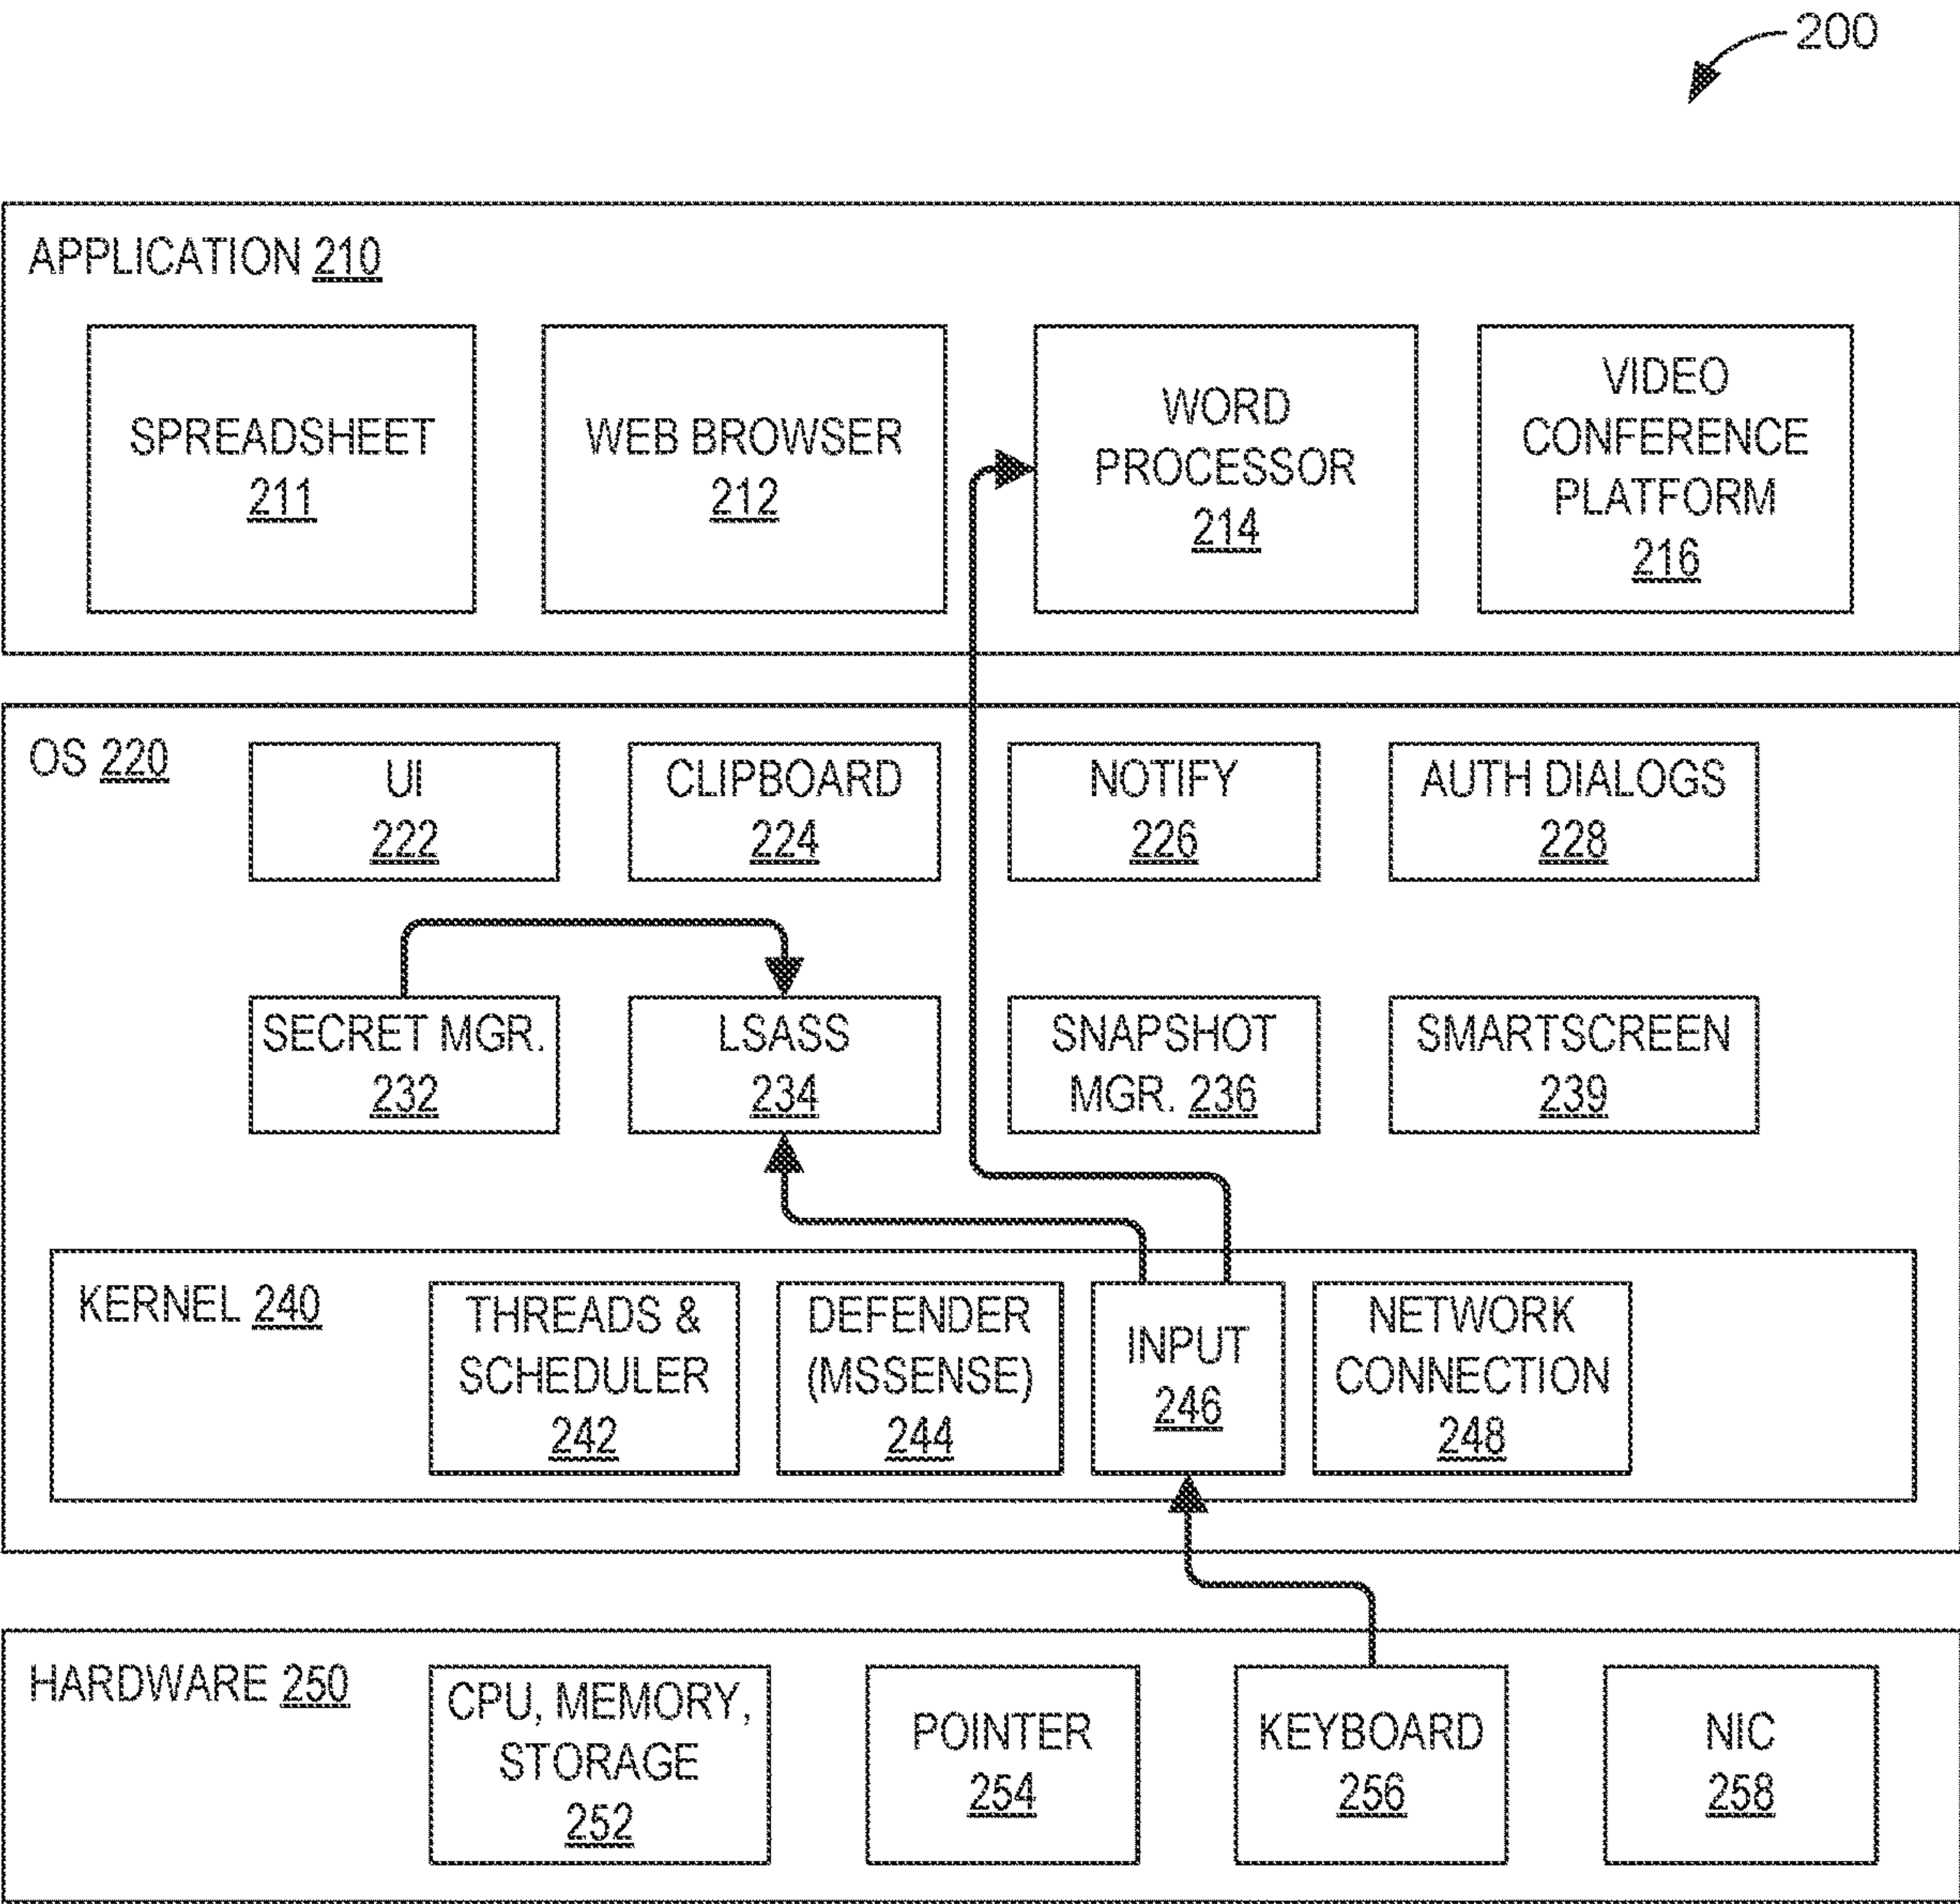 200
APPLICATION 210
SPREADSHEET
211
WEB BROWSER
212
WORD
PROCESSOR
214
VIDEO
CONFERENCE
PLATFORM
216
OS 220
UI
222
CLIPBOARD
224
NOTIFY
226
AUTH DIALOGS
228
SECRET MGR.
232
LSASS
234
SNAPSHOT
MGR. 236
SMARTSCREEN
239
KERNEL 240
THREADS &
SCHEDULER
242
DEFENDER
(MSSENSE)
244
INPUT
246
NETWORK
CONNECTION
248
HARDWARE 250
CPU, MEMORY,
STORAGE
252
POINTER
254
KEYBOARD
256
NIC
258